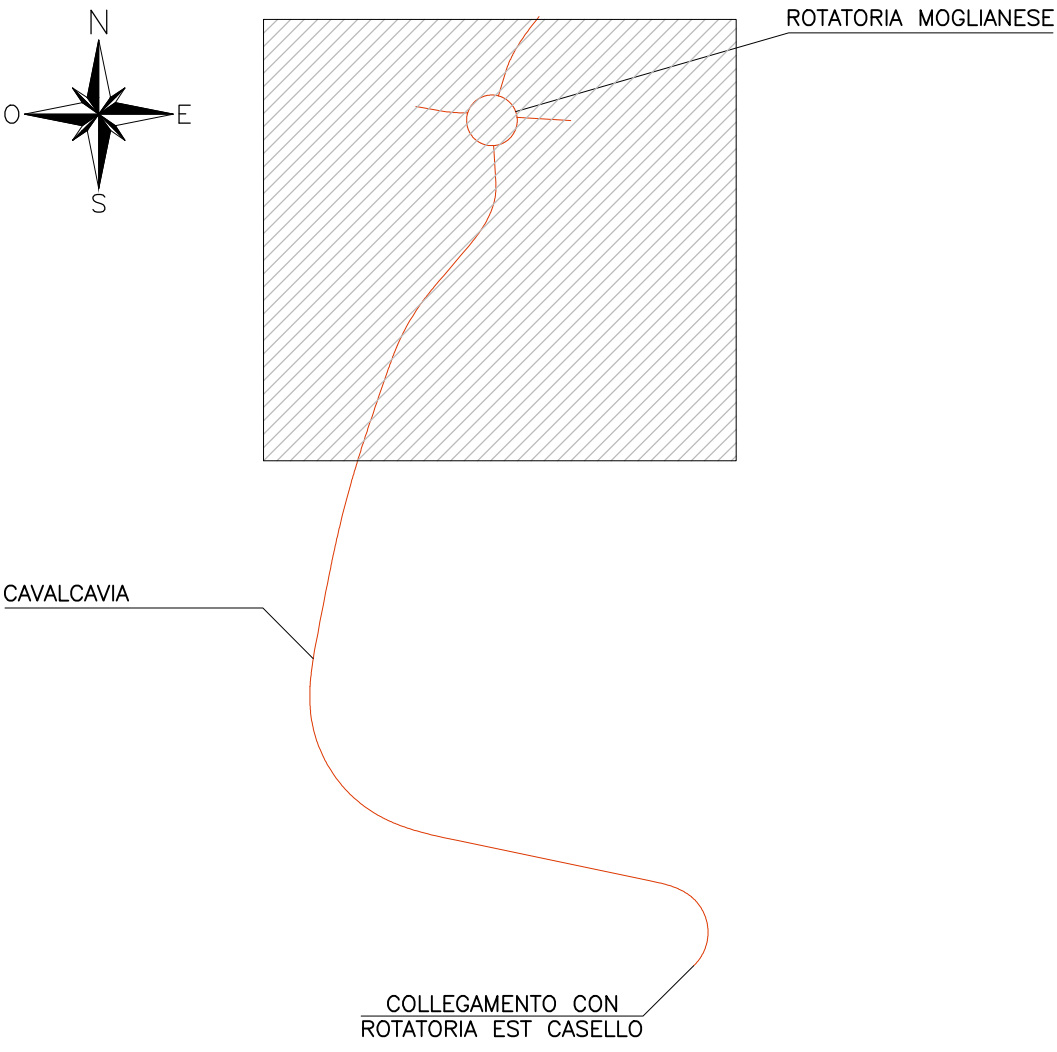 ROTATORIA MOGLIANESE
N
O
E
S
CAVALCAVIA
COLLEGAMENTO CON
ROTATORIA EST CASELLO